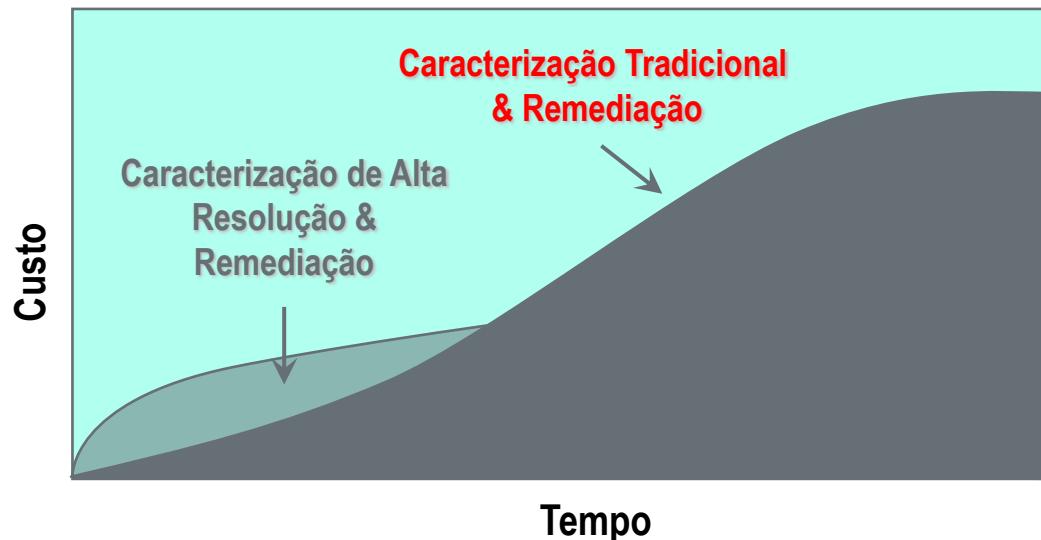 Caracterização Tradicional
& Remediação
Caracterização de Alta
Resolução &
Remediação
Custo
Tempo